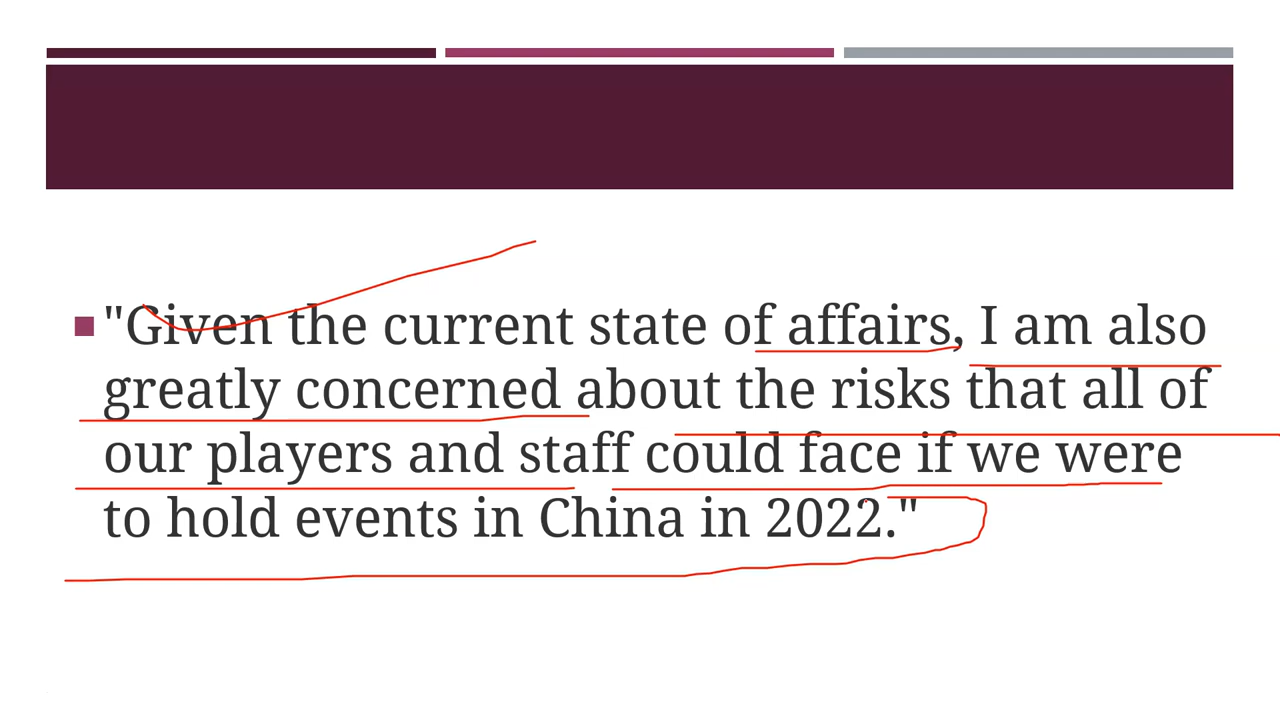 "Given the current state of affairs, I am also
greatly concerned about the risks that all of
our players and staff could face if we were
to hold events in China in 2022."